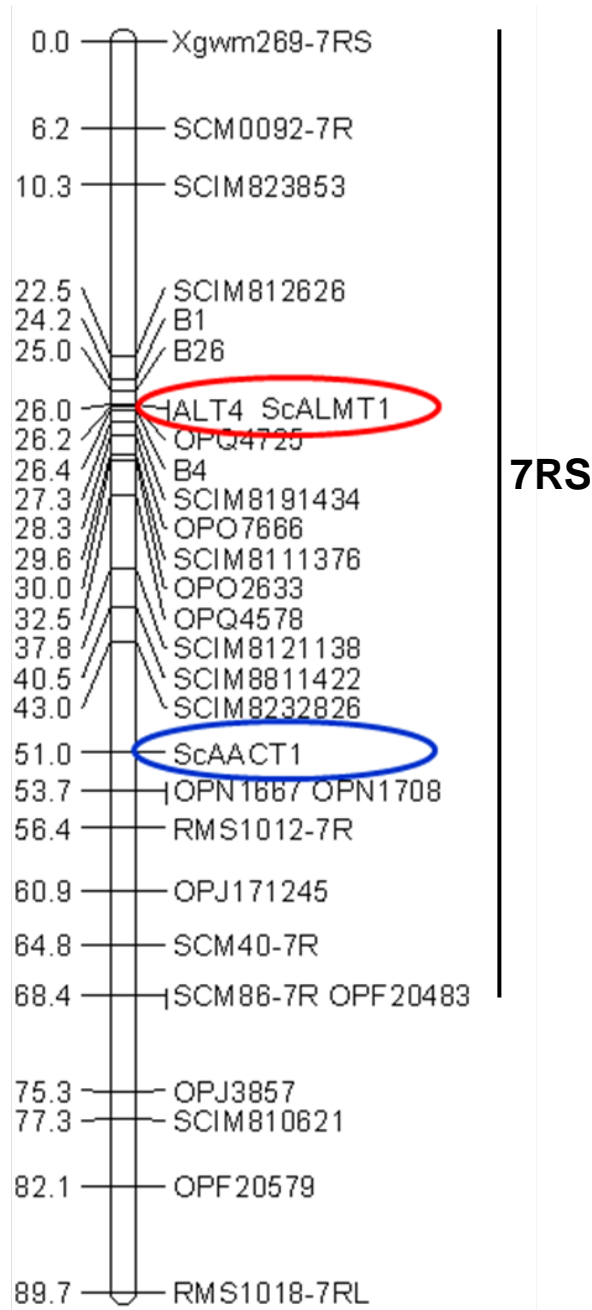 0.0 Xgwm269-7RS
6.2 SCM0092-7R
10.3 SCIM823853
22.5 SCIM812626
24.2 B1
25.0 B26
26.0 ALT4 ScALMT1
26.2 OPQ4725
26.4 B4
7RS
27.3 SCIM8191434
28.3 OPO7666
29.6 SCIM8111376
30.0 OPO2633
32.5 OPQ4578
37.8 SCIM8121138
40.5 SCIM8811422
43.0 SCIM8232826
51.0 ScAACT1
53.7 OPN1667 OPN1708
56.4 RMS1012-7R
60.9 OPJ171245
64.8 SCM40-7R
68.4 SCM86-7R OPF20483
75.3 OPJ3857
77.3 SCIM810621
82.1 OPF20579
89.7 RMS1018-7RL